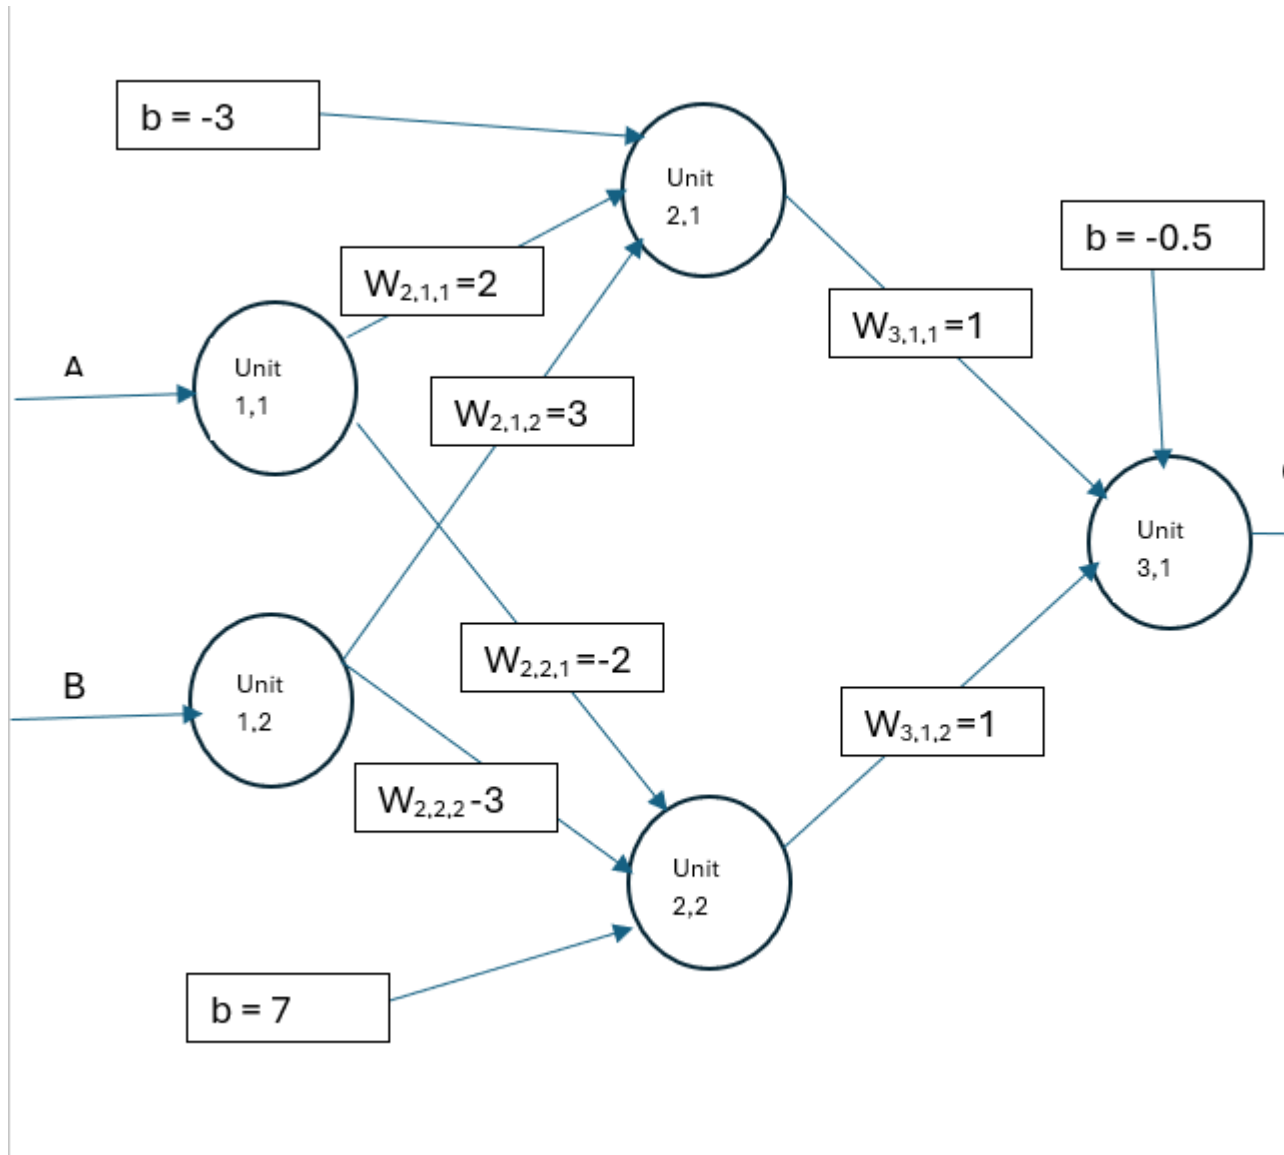 b = -3
Unit
2,1
b = -0.5
W2,1,1=2
W3,1,1=1
A
Unit
1,1
W2,1,2=3
Unit
3,1
B
Unit
1,2
W2,2,1=-2
W3,1,2=1
W2,2,2-3
Unit
2,2
b = 7